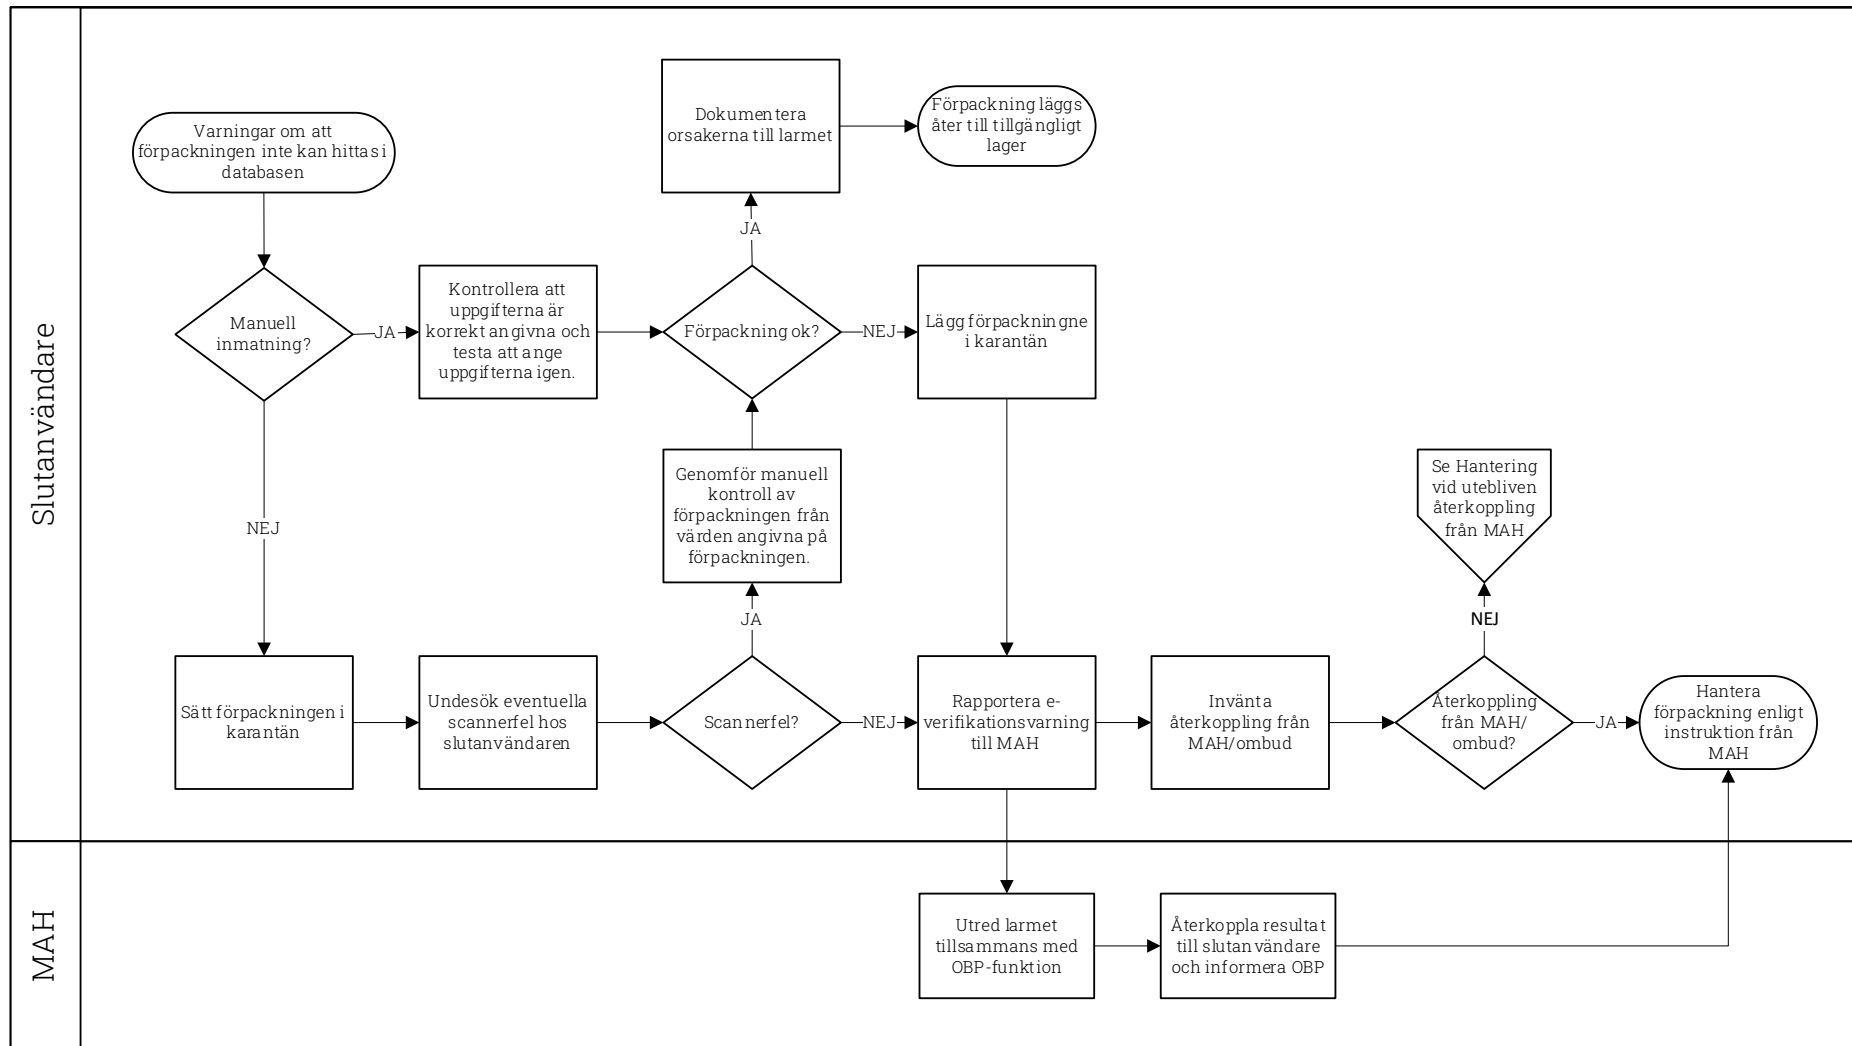 Slutanvändare
Varningar om att
förpackningen inte kan hittas i
databasen
Manuell
inmatning?
JA
Kontrollera att
uppgifterna är
korrekt angivna och
testa att ange
uppgifterna igen.
Dokumentera
orsakerna till larmet
Förpackning läggs
åter till tillgängligt
lager
JA
Förpackning ok?
NEJ
Lägg förpackningne
i karantän
NEJ
Genomför manuell
kontroll av
förpackningen från
värden angivna på
förpackningen.
JA
Sätt förpackningen i
karantän
Undesök eventuella
scannerfel hos
slutanvändaren
Scannerfel?
NEJ
Rapportera e-
verifikationsvarning
till MAH
Invänta
återkoppling från
MAH/ombud
Se Hantering
vid utebliven
återkoppling
från MAH
NEJ
Återkoppling
från MAH/
ombud?
JA
Hantera
förpackning enligt
instruktion från
MAH
MAH
Utred larmet
tillsammans med
OBP-funktion
Återkoppla resultat
till slutanvändare
och informera OBP